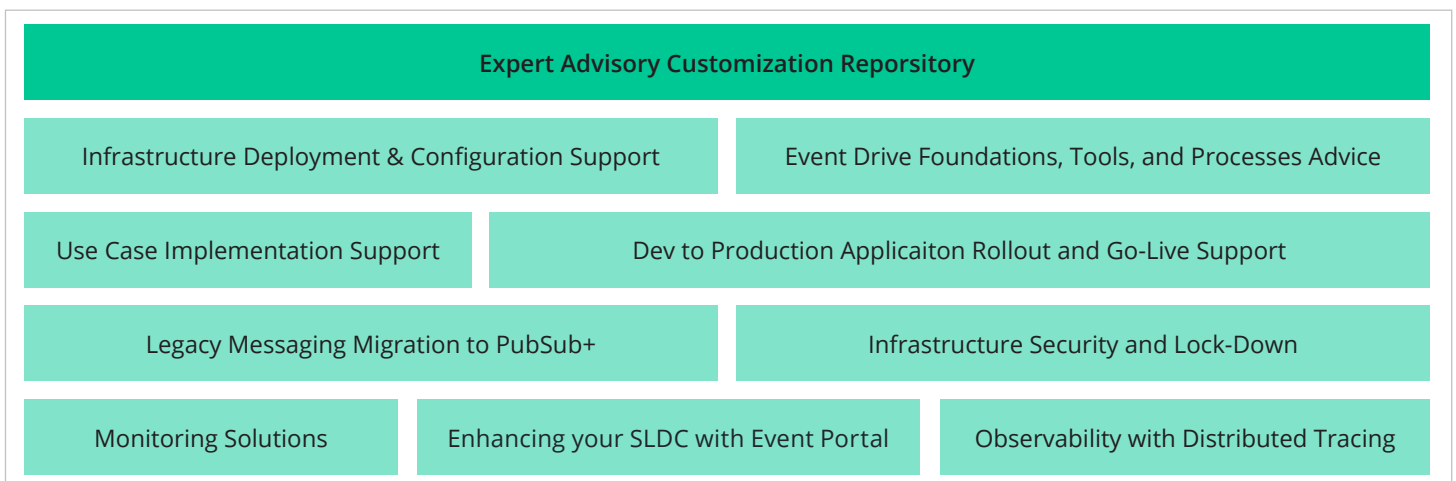 Expert Advisory Customization Reporsitory
Infrastructure Deployment & Configuration Support
Event Drive Foundations, Tools, and Processes Advice
Use Case Implementation Support
Dev to Production Applicaiton Rollout and Go-Live Support
Legacy Messaging Migration to PubSub+
Infrastructure Security and Lock-Down
Monitoring Solutions
Enhancing your SLDC with Event Portal
Observability with Distributed Tracing